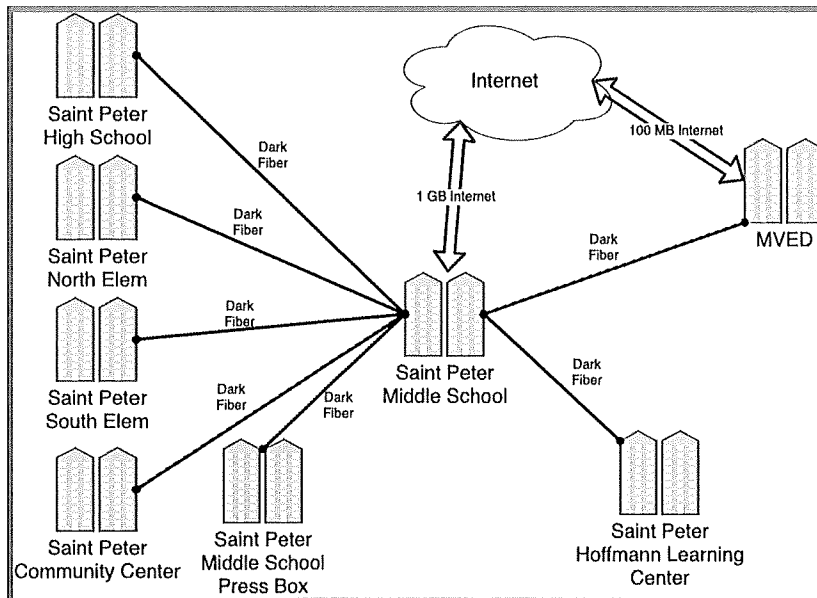 Saint Peter
High School
Dark
Fiber
Internet
100 MB Internet
1 GB Internet
MVED
Dark
Fiber
Saint Peter
North Elem
Dark
Fiber
Dark
Fiber
Saint Peter
South Elem
Dark
Fiber
Dark
Fiber
Saint Peter
Middle School
Dark
Fiber
Saint Peter
Community Center
Saint Peter
Middle School
Press Box
Saint Peter
Hoffmann Learning
Center